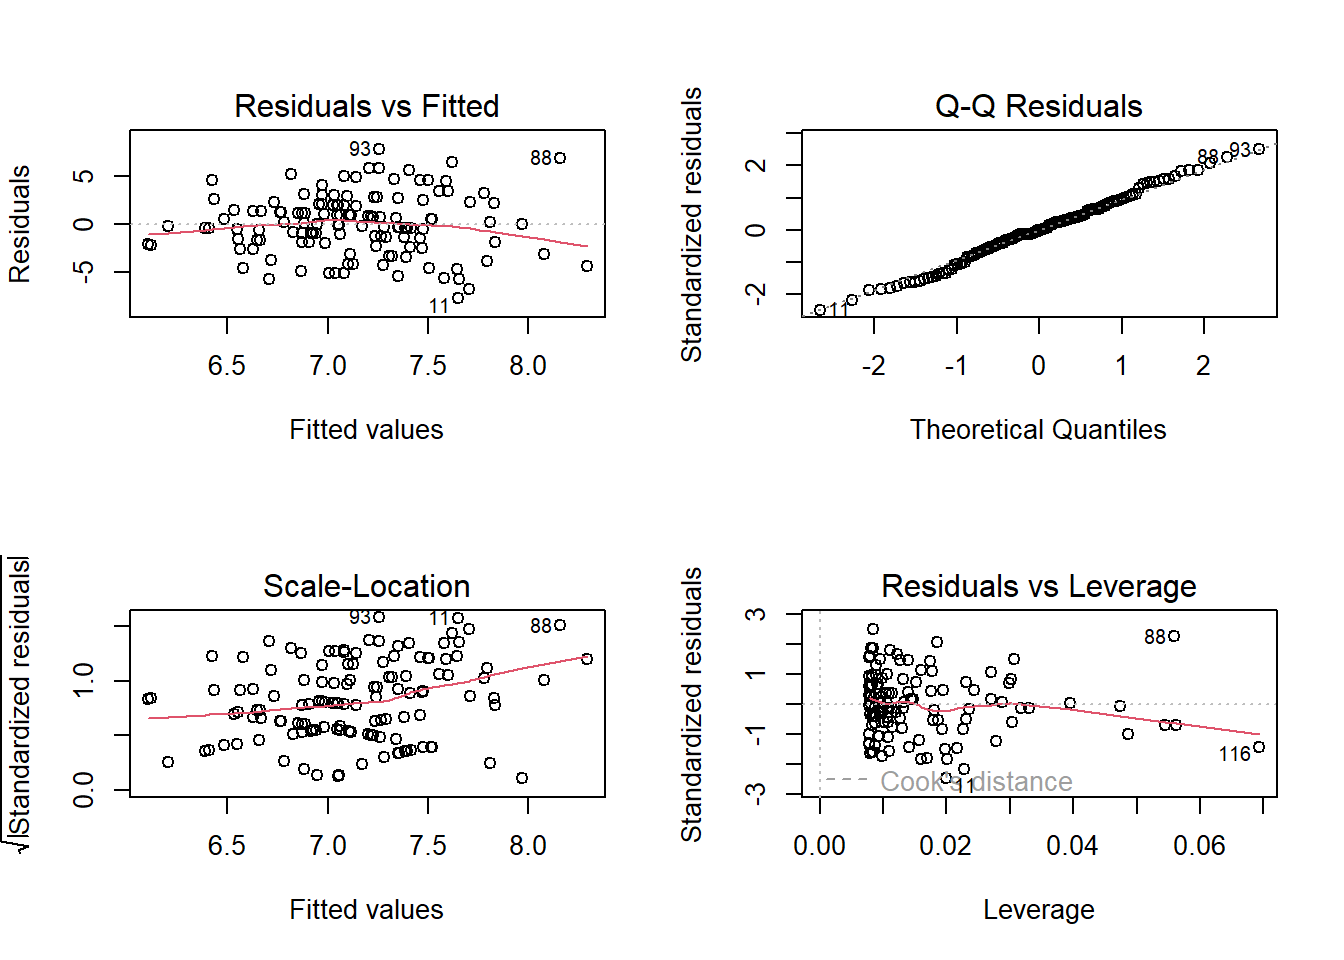 Residuals vs Fitted
Residuals
5
0
-5
93
88
11
6.5 7.0 7.5 8.0
Fitted values
Q-Q Residuals
Standardized residuals
2
0
-2
88 93
11
-2 -1 0 1 2
Theoretical Quantiles
Scale-Location
√|Standardized residuals|
1.0
0.0
93
11
88
6.5 7.0 7.5 8.0
Fitted values
Residuals vs Leverage
Standardized residuals
3
1
-1
-3
88
116
Cook's distance
11
0.00 0.02 0.04 0.06
Leverage